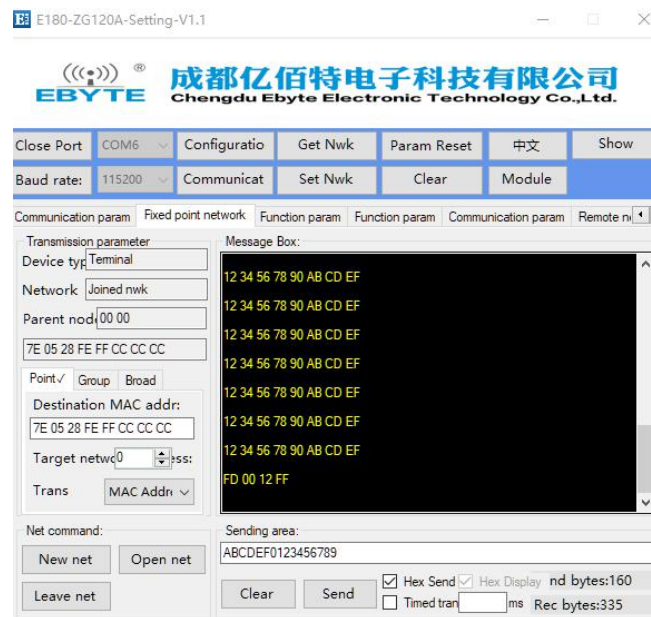 E180-ZG120A-Setting-V1.1
EBYTE ®
成都亿佰特电子科技有限公司
Chengdu Ebyte Electronic Technology Co.,Ltd.
Close Port COM6 Configuratio Get Nwk Param Reset 中文 Show
Baud rate: 115200 Communicat Set Nwk Clear Module
Communication param Fixed point network Function param Function param Communication param Remote n
Transmission parameter
Device typ Teminal
Network Joined nwk
Parent nod 00 00
7E 05 28 FE FF CC CC CC
Point✓ Group Broad
Destination MAC addr:
7E 05 28 FE FF CC CC CC
Target netwo 0 ess:
Trans MAC Addre
Message Box:
12 34 56 78 90 AB CD EF
12 34 56 78 90 AB CD EF
12 34 56 78 90 AB CD EF
12 34 56 78 90 AB CD EF
12 34 56 78 90 AB CD EF
12 34 56 78 90 AB CD EF
12 34 56 78 90 AB CD EF
FD 00 12 FF
Net command:
New net Open net
Leave net
Sending area:
ABCDEF0123456789
Clear Send
Hex Send Hex Display nd bytes:160
Timed tran ms Rec bytes:335